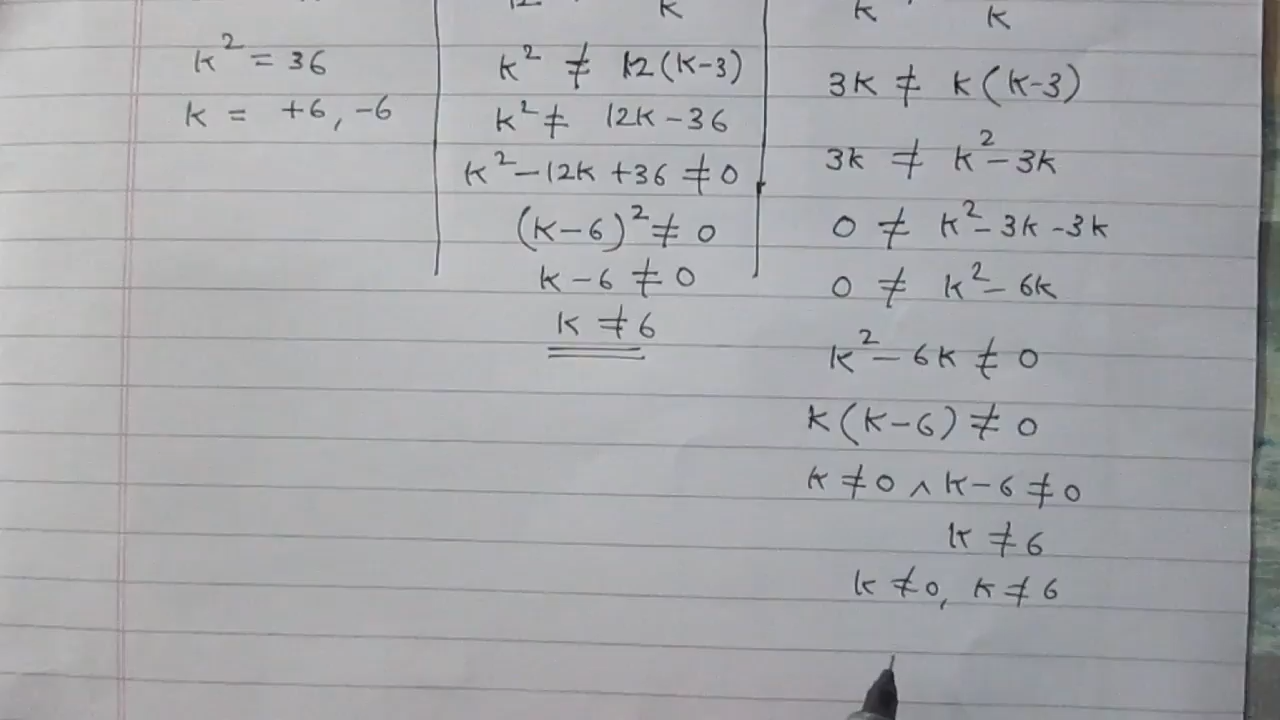 k² = 36
k = +6, -6
k
k² ≠ 12(k-3)
k² ≠ 12k - 36
k² - 12k + 36 ≠ 0
(k-6)² ≠ 0
k - 6 ≠ 0
k ≠ 6
k k
3k ≠ k(k-3)
3k ≠ k² - 3k
0 ≠ k² - 3k - 3k
0 ≠ k² - 6k
k² - 6k ≠ 0
k(k-6) ≠ 0
k ≠ 0 ∧ k - 6 ≠ 0
k ≠ 6
k ≠ 0, k ≠ 6